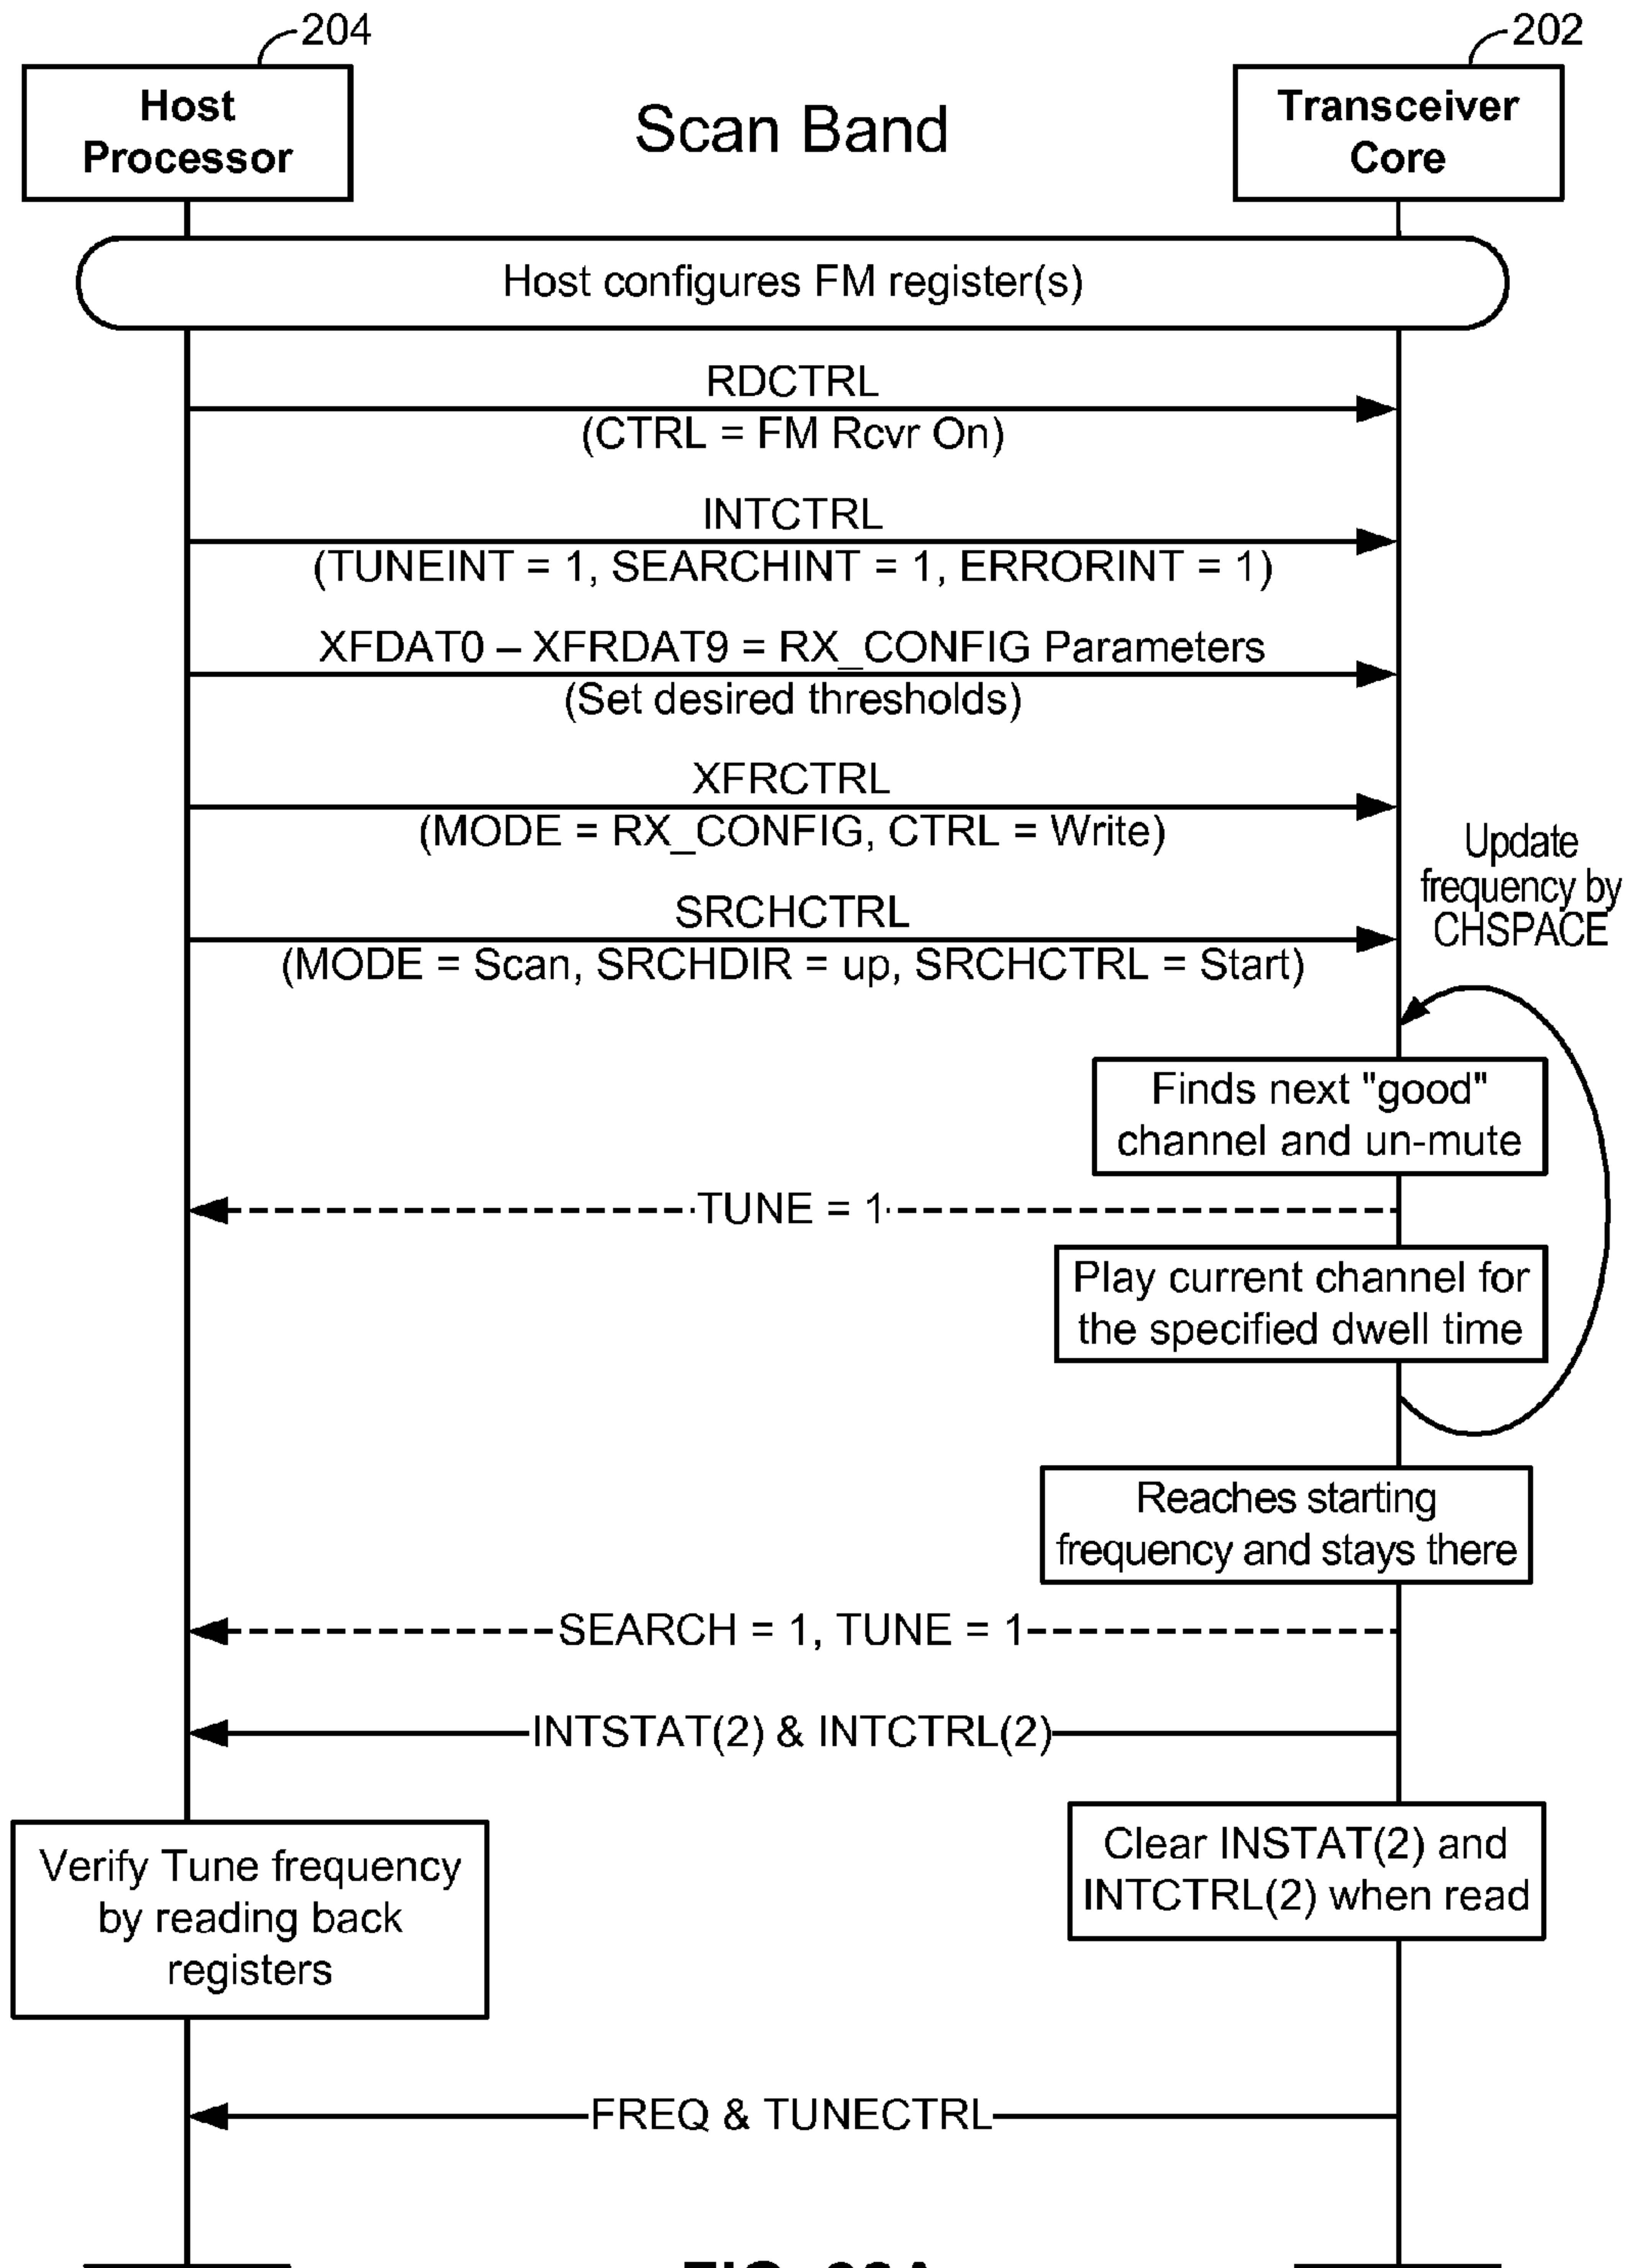 204
202
Host
Processor
Scan Band
Transceiver
Core
Host configures FM register(s)
RDCTRL
(CTRL = FM Rcvr On)
INTCTRL
(TUNEINT = 1, SEARCHINT = 1, ERRORINT = 1)
XFDAT0 – XFRDAT9 = RX_CONFIG Parameters
(Set desired thresholds)
XFRCTRL
(MODE = RX_CONFIG, CTRL = Write)
Update
frequency by
CHSPACE
SRCHCTRL
(MODE = Scan, SRCHDIR = up, SRCHCTRL = Start)
Finds next "good"
channel and un-mute
TUNE = 1
Play current channel for
the specified dwell time
Reaches starting
frequency and stays there
SEARCH = 1, TUNE = 1
INTSTAT(2) & INTCTRL(2)
Clear INSTAT(2) and
INTCTRL(2) when read
Verify Tune frequency
by reading back
registers
FREQ & TUNECTRL